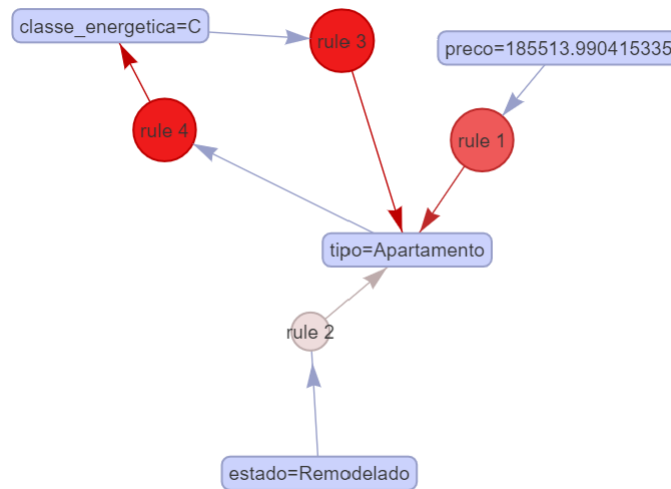 classe_energetica=C
rule 3
preco=185513.990415335
rule 4
rule 1
tipo=Apartamento
rule 2
estado=Remodelado